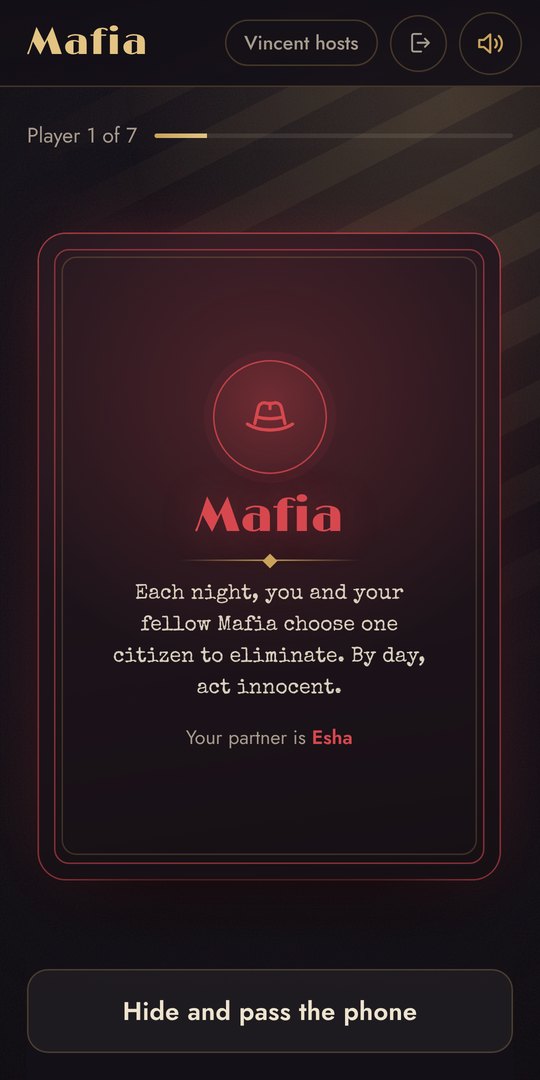 Mafia
Vincent hosts
Player 1 of 7
Mafia
Each night, you and your
fellow Mafia choose one
citizen to eliminate. By day,
act innocent.
Your partner is Esha
Hide and pass the phone